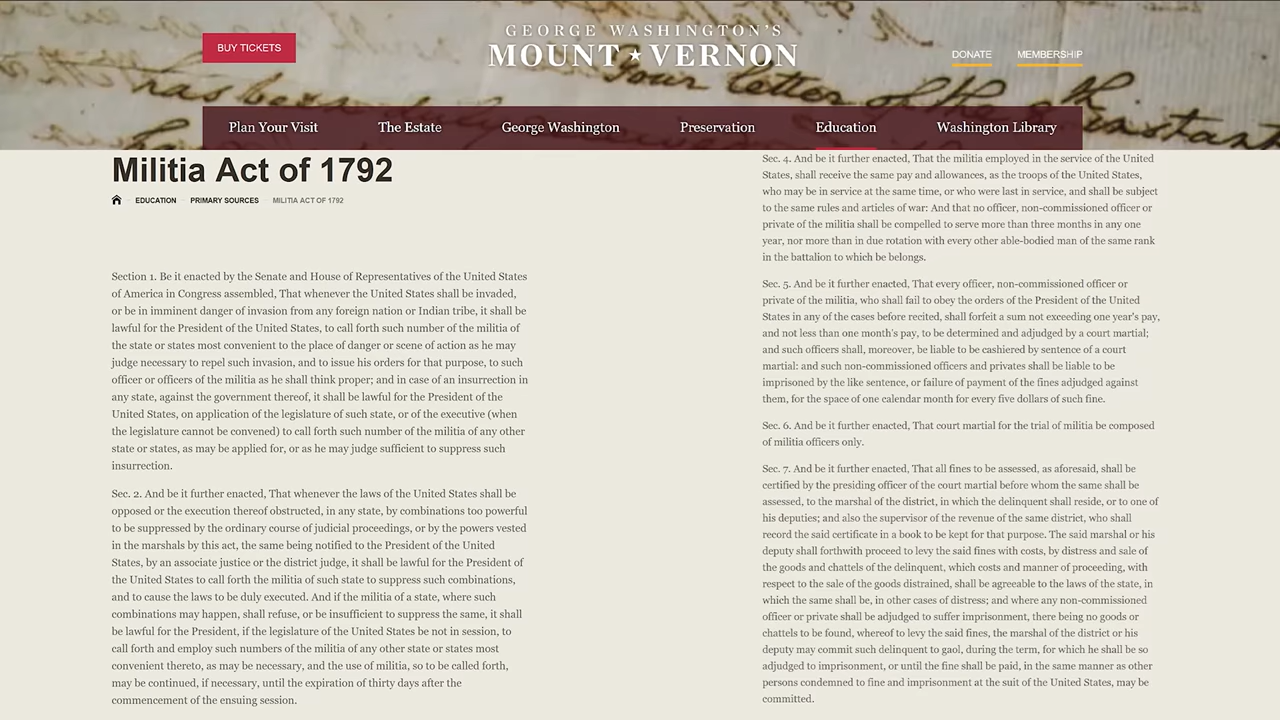 BUY TICKETS
GEORGE WASHINGTON'S
MOUNT VERNON
DONATE
MEMBERSHIP
Plan Your Visit
The Estate
George Washington
Preservation
Education
Washington Library
Militia Act of 1792
EDUCATION
PRIMARY SOURCES
MILITIA ACT OF 1792
Section 1. Be it enacted by the Senate and House of Representatives of the United States
of America in Congress assembled, That whenever the United States shall be invaded,
or be in imminent danger of invasion from any foreign nation or Indian tribe, it shall be
lawful for the President of the United States, to call forth such number of the militia of
the state or states most convenient to the place of danger or scene of action as he may
judge necessary to repel such invasion, and to issue his orders for that purpose, to such
officer or officers of the militia as he shall think proper; and in case of an insurrection in
any state, against the government thereof, it shall be lawful for the President of the
United States, on application of the legislature of such state, or of the executive (when
the legislature cannot be convened) to call forth such number of the militia of any other
state or states, as may be applied for, or as he may judge sufficient to suppress such
insurrection.
Sec. 2. And be it further enacted, That whenever the laws of the United States shall be
opposed or the execution thereof obstructed, in any state, by combinations too powerful
to be suppressed by the ordinary course of judicial proceedings, or by the powers vested
in the marshals by this act, the same being notified to the President of the United
States, by an associate justice or the district judge, it shall be lawful for the President of
the United States to call forth the militia of such state to suppress such combinations,
and to cause the laws to be duly executed. And if the militia of a state, where such
combinations may happen, shall refuse, or be insufficient to suppress the same, it shall
be lawful for the President, if the legislature of the United States be not in session, to
call forth and employ such numbers of the militia of any other state or states most
convenient thereto, as may be necessary, and the use of militia, so to be called forth,
may be continued, if necessary, until the expiration of thirty days after the
commencement of the ensuing session.
Sec. 4. And be it further enacted, That the militia employed in the service of the United
States, shall receive the same pay and allowances, as the troops of the United States,
who may be in service at the same time, or who were last in service, and shall be subject
to the same rules and articles of war: And that no officer, non-commissioned officer or
private of the militia shall be compelled to serve more than three months in any one
year, nor more than in due rotation with every other able-bodied man of the same rank
in the battalion to which be belongs.
Sec. 5. And be it further enacted, That every officer, non-commissioned officer or
private of the militia, who shall fail to obey the orders of the President of the United
States in any of the cases before recited, shall forfeit a sum not exceeding one year's pay,
and not less than one month's pay, to be determined and adjudged by a court martial;
and such officers shall, moreover, be liable to be cashiered by sentence of a court
martial: and such non-commissioned officers and privates shall be liable to be
imprisoned by the like sentence, or failure of payment of the fines adjudged against
them, for the space of one calendar month for every five dollars of such fine.
Sec. 6. And be it further enacted, That court martial for the trial of militia be composed
of militia officers only.
Sec. 7. And be it further enacted, That all fines to be assessed, as aforesaid, shall be
certified by the presiding officer of the court martial before whom the same shall be
assessed, to the marshal of the district, in which the delinquent shall reside, or to one of
his deputies; and also the supervisor of the revenue of the same district, who shall
record the said certificate in a book to be kept for that purpose. The said marshal or his
deputy shall forthwith proceed to levy the said fines with costs, by distress and sale of
the goods and chattels of the delinquent, which costs and manner of proceeding, with
respect to the sale of the goods distrained, shall be agreeable to the laws of the state, in
which the same shall be, in other cases of distress; and where any non-commissioned
officer or private shall be adjudged to suffer imprisonment, there being no goods or
chattels to be found, whereof to levy the said fines, the marshal of the district or his
deputy may commit such delinquent to gaol, during the term, for which he shall be so
adjudged to imprisonment, or until the fine shall be paid, in the same manner as other
persons condemned to fine and imprisonment at the suit of the United States, may be
committed.